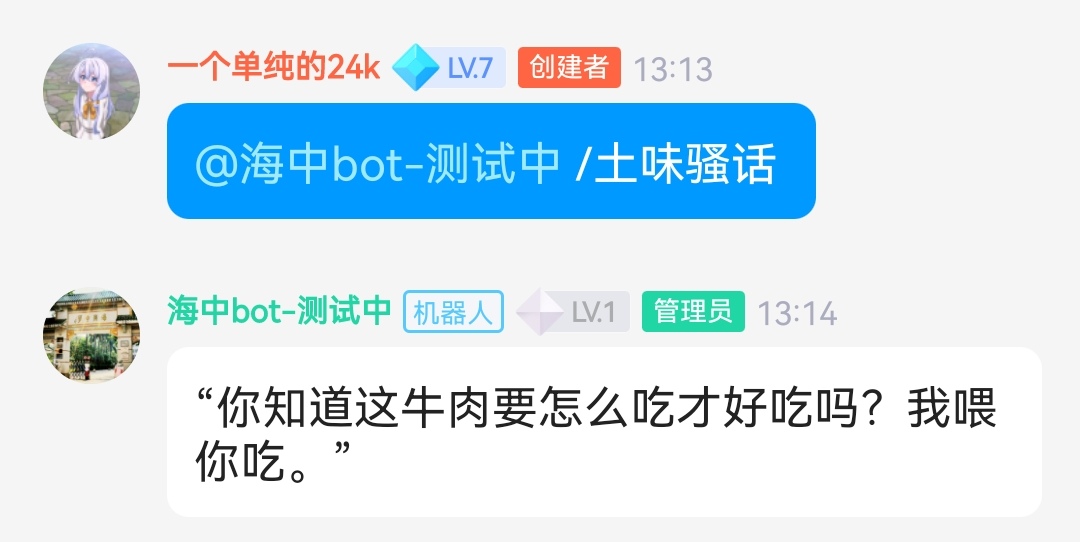 一个单纯的24k LV.7 创建者 13:13
@海中bot-测试中 /土味骚话
海中bot-测试中 机器人 LV.1 管理员 13:14
“你知道这牛肉要怎么吃才好吃吗？我喂
你吃。”